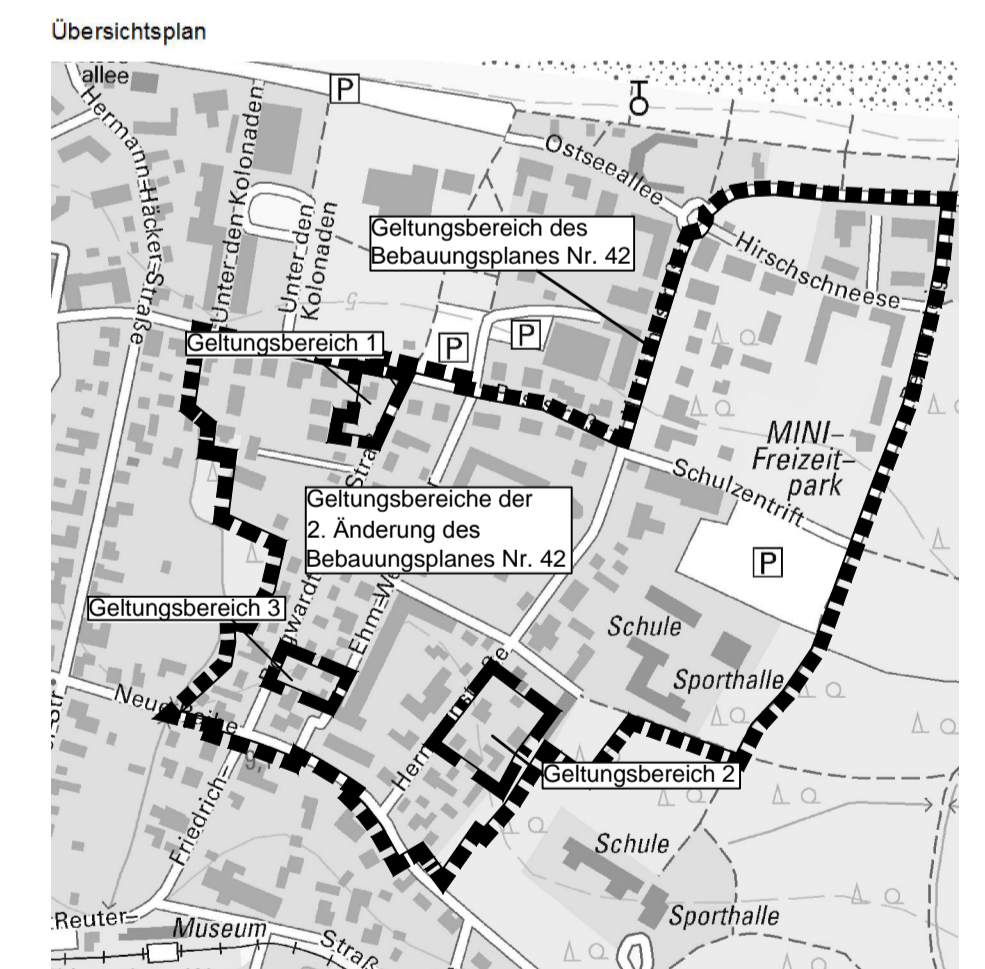 Übersichtsplan
allee
Hermann-Häcker-Straße
Unter-den-Kolonaden
Unter-den
Kolonaden
P
Ostseeallee
Geltungsbereich des
Bebauungsplanes Nr. 42
Hirschschneese
Geltungsbereich 1
P
P
5
MINI-
Freizeit-
park
Schulzentrift
P
Geltungsbereiche der
2. Änderung des
Bebauungsplanes Nr. 42
Geltungsbereich 3
Schule
Sporthalle
Neue Reihe
Geltungsbereich 2
Friedrich-
Schule
Sporthalle
Reuter-
Museum
Straß